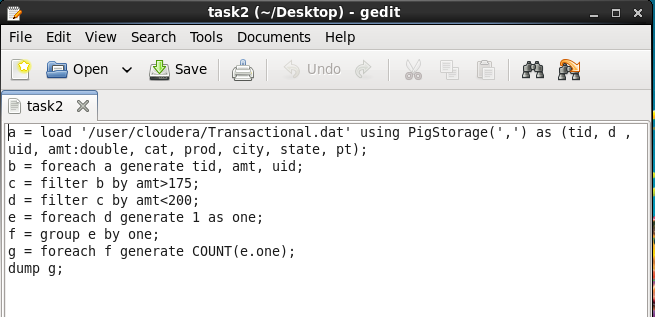 task2 (~/Desktop) - gedit
File Edit View Search Tools Documents Help
Open Save Undo
task2
a = load '/user/cloudera/Transactional.dat' using PigStorage(',') as (tid, d ,
uid, amt:double, cat, prod, city, state, pt);
b = foreach a generate tid, amt, uid;
c = filter b by amt>175;
d = filter c by amt<200;
e = foreach d generate 1 as one;
f = group e by one;
g = foreach f generate COUNT(e.one);
dump g;